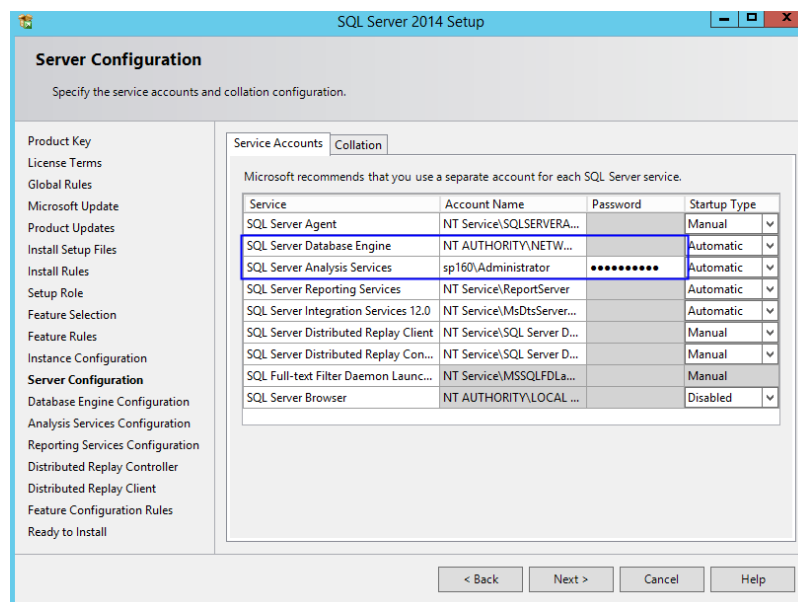 SQL Server 2014 Setup
Server Configuration
Specify the service accounts and collation configuration.
Product Key
License Terms
Global Rules
Microsoft Update
Product Updates
Install Setup Files
Install Rules
Setup Role
Feature Selection
Feature Rules
Instance Configuration
Server Configuration
Database Engine Configuration
Analysis Services Configuration
Reporting Services Configuration
Distributed Replay Controller
Distributed Replay Client
Feature Configuration Rules
Ready to Install
Service Accounts Collation
Microsoft recommends that you use a separate account for each SQL Server service.
Service Account Name Password Startup Type
SQL Server Agent NT Service\SQLSERVERA... Manual
SQL Server Database Engine NT AUTHORITY\NETW... Automatic
SQL Server Analysis Services sp160\Administrator ●●●●●●●●●● Automatic
SQL Server Reporting Services NT Service\ReportServer Automatic
SQL Server Integration Services 12.0 NT Service\MsDtsServer... Automatic
SQL Server Distributed Replay Client NT Service\SQL Server D... Manual
SQL Server Distributed Replay Con... NT Service\SQL Server D... Manual
SQL Full-text Filter Daemon Launc... NT Service\MSSQLFDLa... Manual
SQL Server Browser NT AUTHORITY\LOCAL ... Disabled
< Back Next > Cancel Help